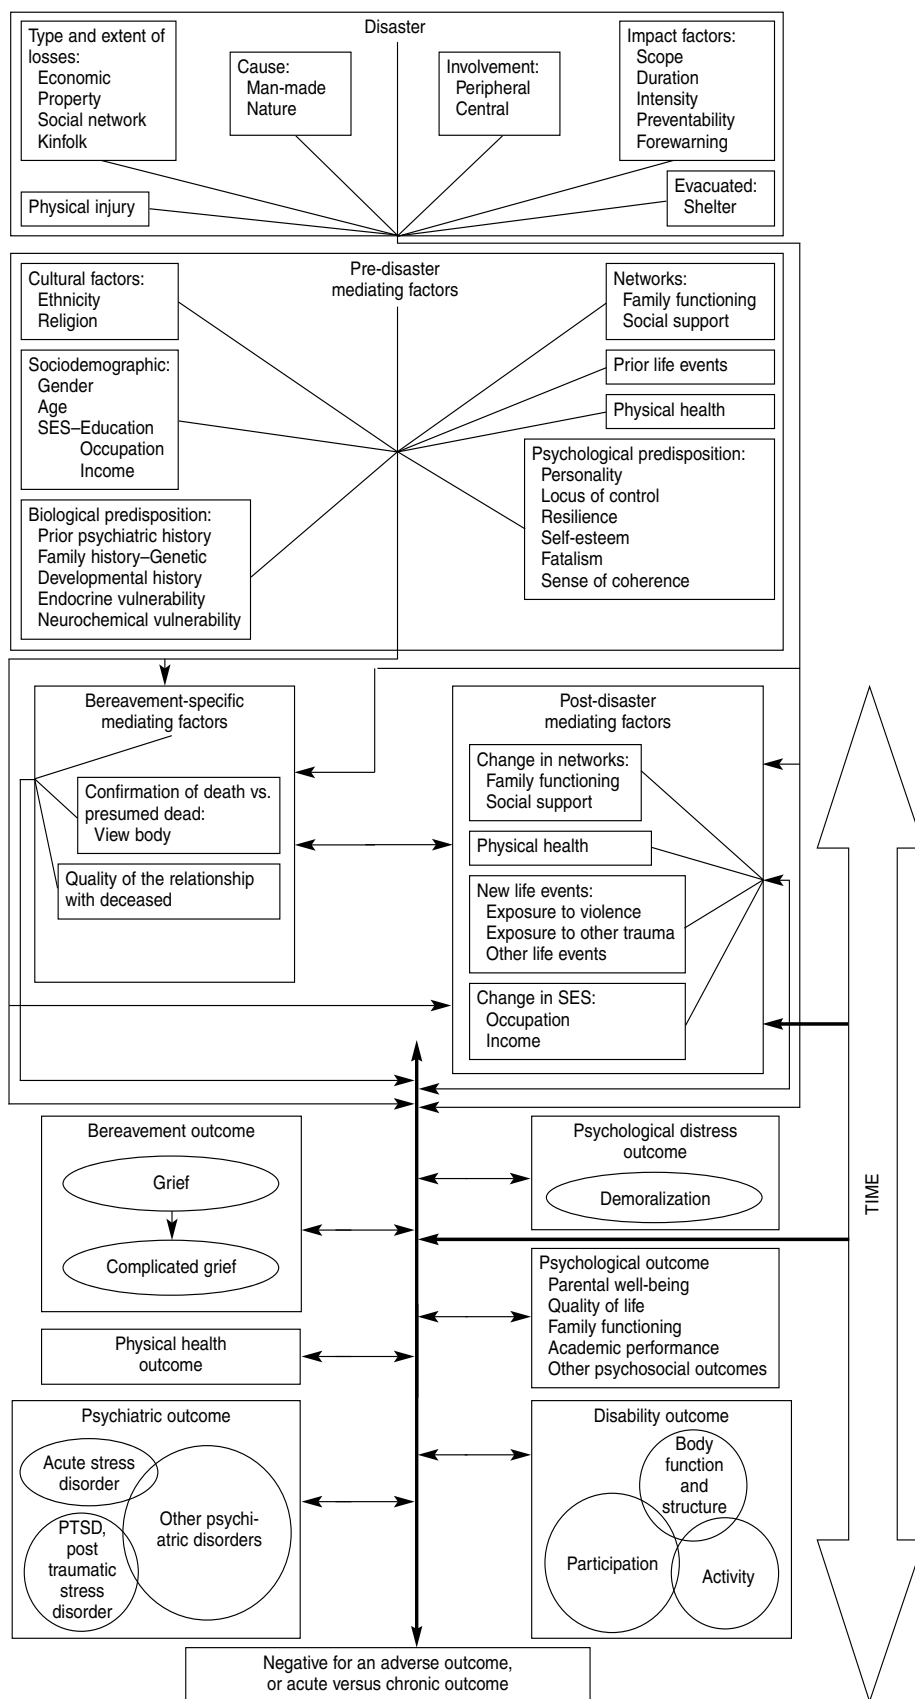 Disaster
Type and extent of
losses:
Economic
Property
Social network
Kinfolk
Cause:
Man-made
Nature
Involvement:
Peripheral
Central
Impact factors:
Scope
Duration
Intensity
Preventability
Forewarning
Physical injury
Evacuated:
Shelter
Pre-disaster
mediating factors
Cultural factors:
Ethnicity
Religion
Networks:
Family functioning
Social support
Sociodemographic:
Gender
Age
SES–Education
Occupation
Income
Prior life events
Physical health
Psychological predisposition:
Personality
Locus of control
Resilience
Self-esteem
Fatalism
Sense of coherence
Biological predisposition:
Prior psychiatric history
Family history–Genetic
Developmental history
Endocrine vulnerability
Neurochemical vulnerability
Bereavement-specific
mediating factors
Confirmation of death vs.
presumed dead:
View body
Quality of the relationship
with deceased
Post-disaster
mediating factors
Change in networks:
Family functioning
Social support
Physical health
New life events:
Exposure to violence
Exposure to other trauma
Other life events
Change in SES:
Occupation
Income
TIME
Bereavement outcome
Grief
Complicated grief
Psychological distress
outcome
Demoralization
Physical health
outcome
Psychological outcome
Parental well-being
Quality of life
Family functioning
Academic performance
Other psychosocial outcomes
Psychiatric outcome
Acute stress
disorder
Other psychi-
atric disorders
PTSD,
post
traumatic
stress
disorder
Disability outcome
Body
function
and
structure
Participation
Activity
Negative for an adverse outcome,
or acute versus chronic outcome